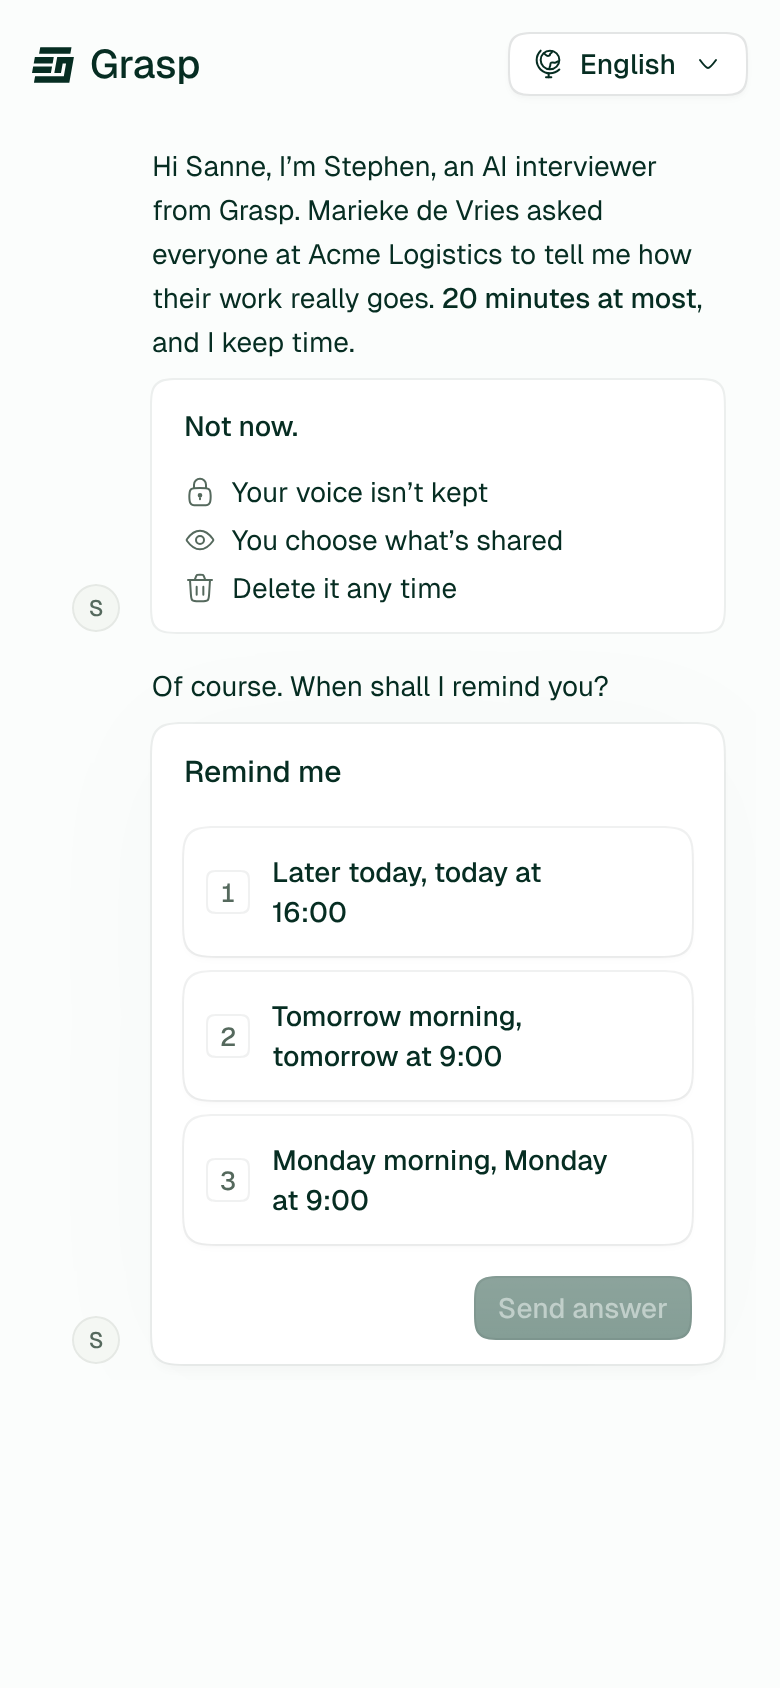 Grasp
English
Hi Sanne, I’m Stephen, an AI interviewer
from Grasp. Marieke de Vries asked
everyone at Acme Logistics to tell me how
their work really goes. 20 minutes at most,
and I keep time.
Not now.
Your voice isn’t kept
You choose what’s shared
Delete it any time
S
Of course. When shall I remind you?
Remind me
1
Later today, today at
16:00
2
Tomorrow morning,
tomorrow at 9:00
3
Monday morning, Monday
at 9:00
Send answer
S